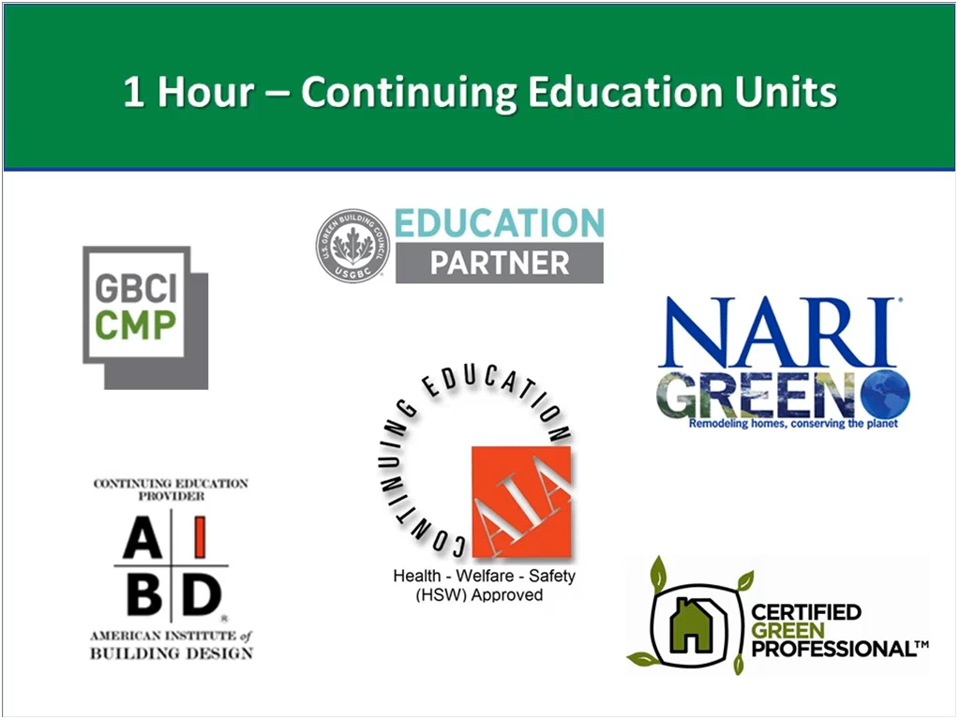 1 Hour – Continuing Education Units
U.S. GREEN BUILDING COUNCIL
USGBC
EDUCATION
PARTNER
GBCI
CMP
NARI
GREEN
Remodeling homes, conserving the planet
CONTINUING EDUCATION
AIA
Health - Welfare - Safety
(HSW) Approved
CONTINUING EDUCATION
PROVIDER
A I
B D®
AMERICAN INSTITUTE of
BUILDING DESIGN
CERTIFIED
GREEN
PROFESSIONAL™